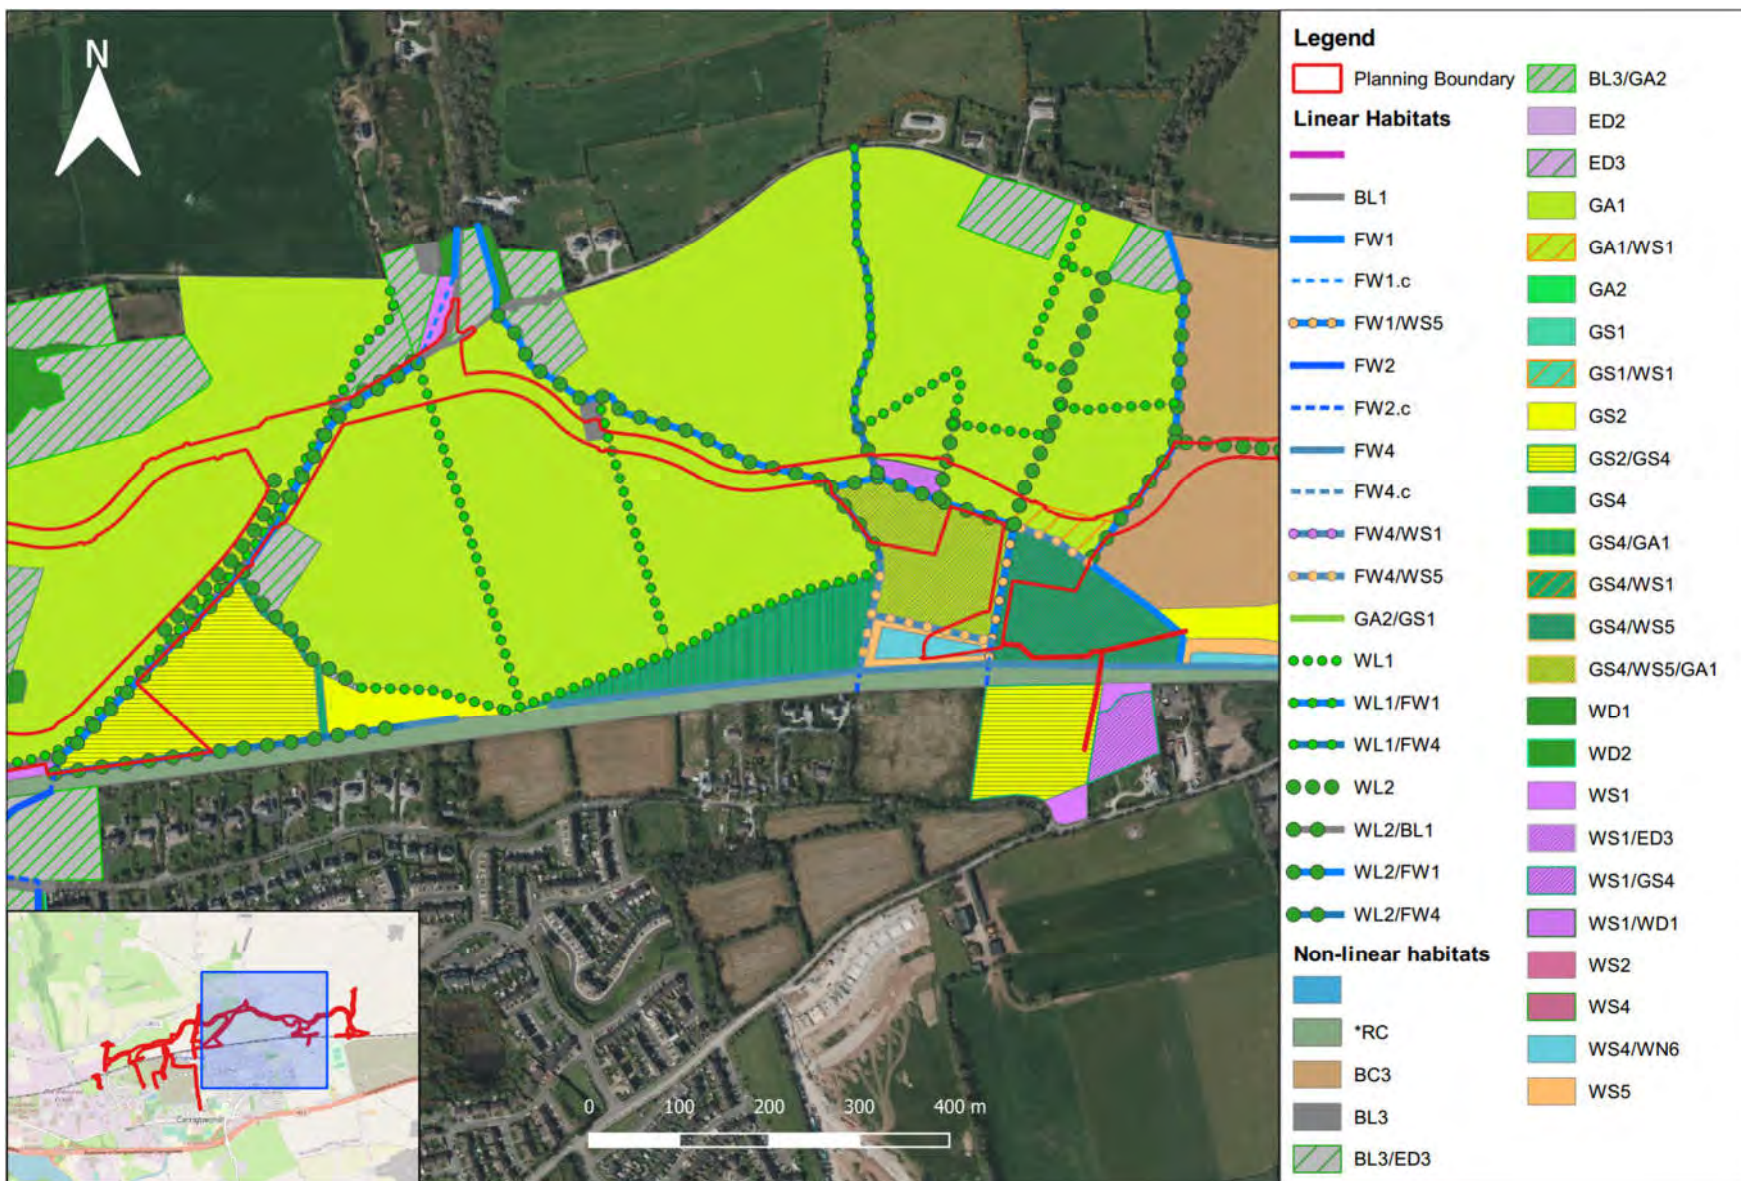 N
Legend
Planning Boundary
Linear Habitats
BL1
FW1
FW1.c
FW1/WS5
FW2
FW2.c
FW4
FW4.c
FW4/WS1
FW4/WS5
GA2/GS1
WL1
WL1/FW1
WL1/FW4
WL2
WL2/BL1
WL2/FW1
WL2/FW4
Non-linear habitats
*RC
BC3
BL3
BL3/ED3
BL3/GA2
ED2
ED3
GA1
GA1/WS1
GA2
GS1
GS1/WS1
GS2
GS2/GS4
GS4
GS4/GA1
GS4/WS1
GS4/WS5
GS4/WS5/GA1
WD1
WD2
WS1
WS1/ED3
WS1/GS4
WS1/WD1
WS2
WS4
WS4/WN6
WS5
0 100 200 300 400 m